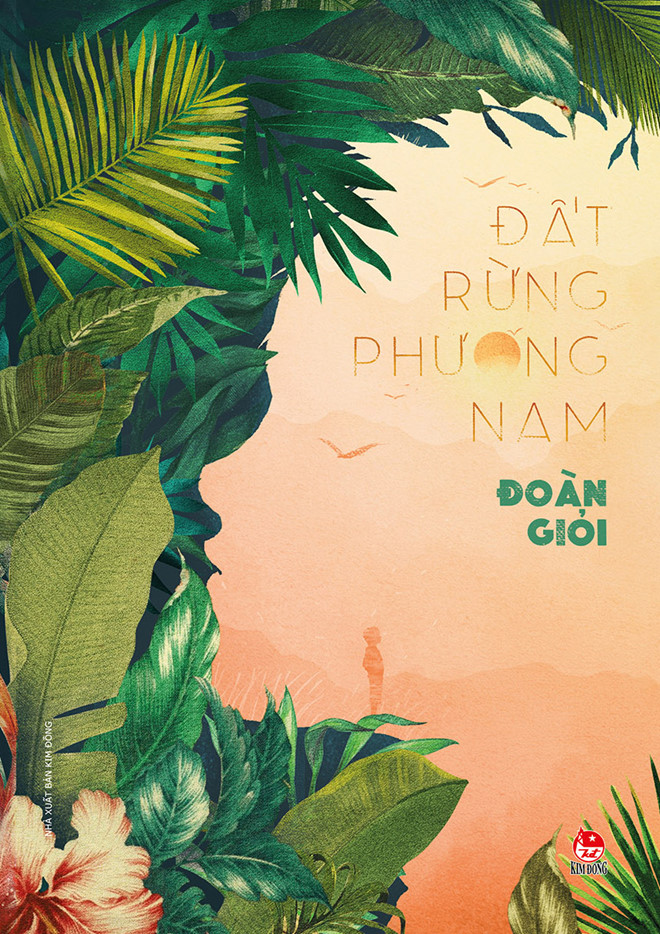 ĐẤT
RỪNG
PHƯƠNG
NAM
ĐOÀN
GIỎI
NHÀ XUẤT BẢN KIM ĐỒNG
KIM ĐỒNG